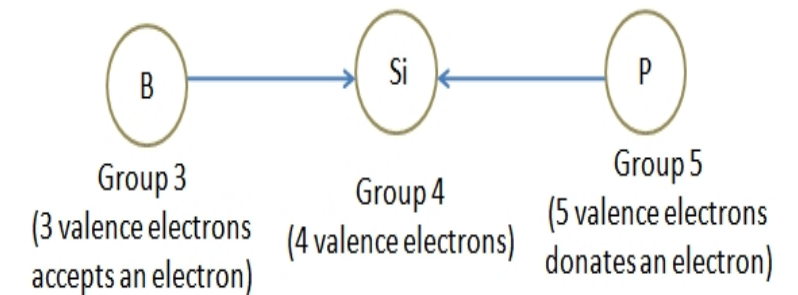 B
Si
P
Group 3
(3 valence electrons
accepts an electron)
Group 4
(4 valence electrons)
Group 5
(5 valence electrons
donates an electron)